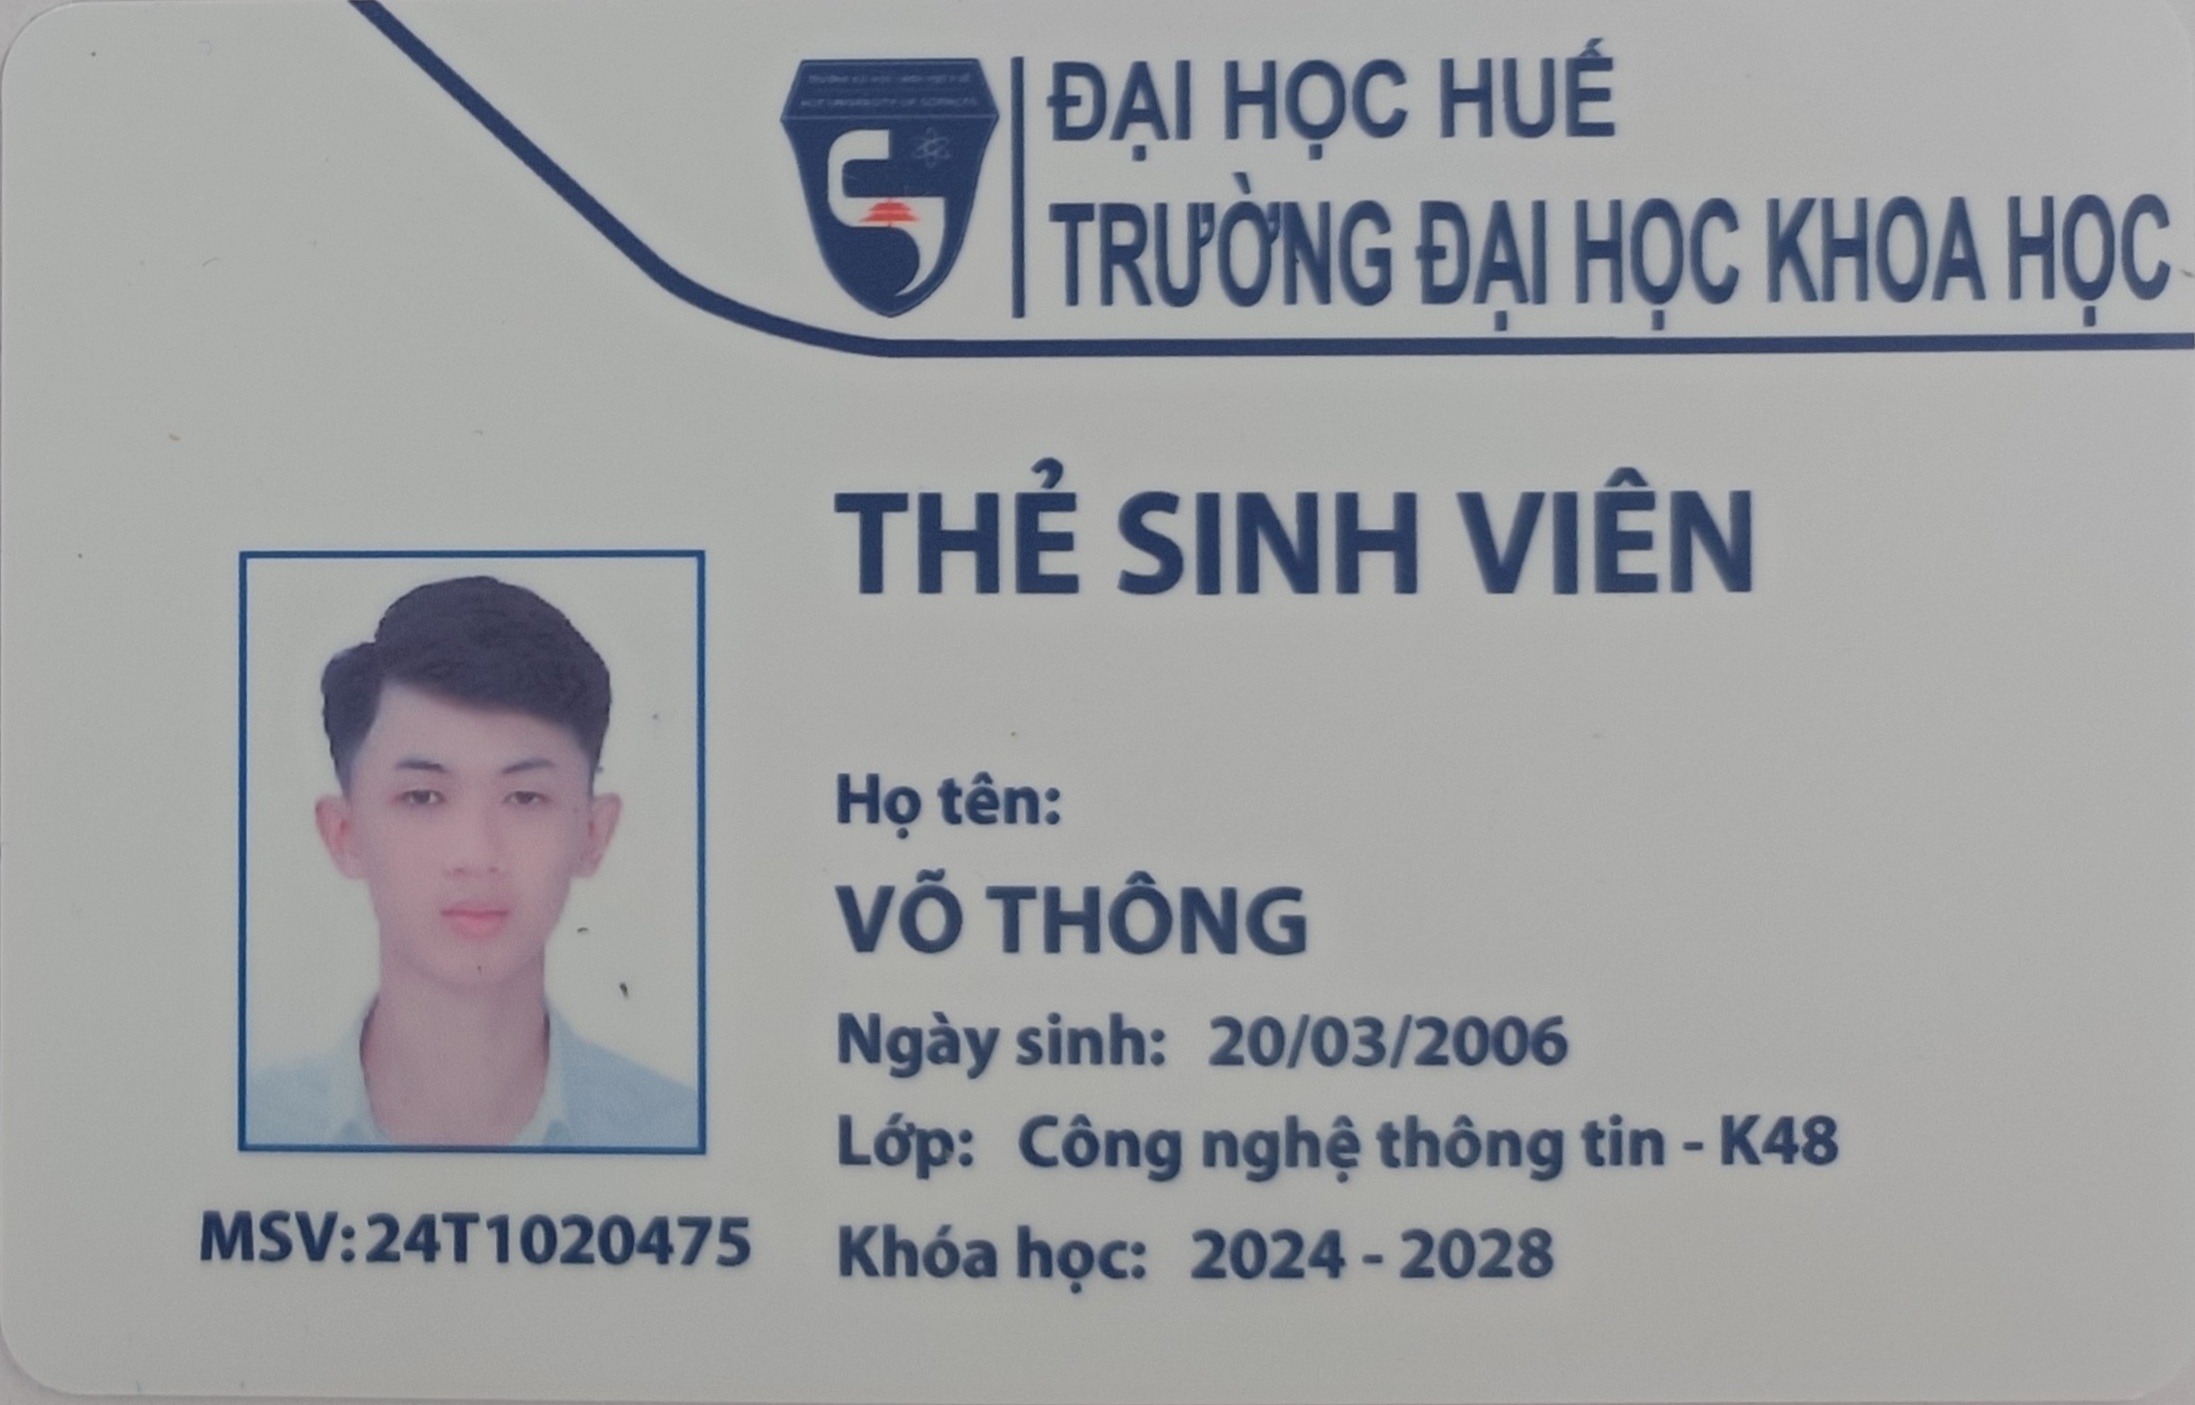 ĐẠI HỌC HUẾ
TRƯỜNG ĐẠI HỌC KHOA HỌC
THẺ SINH VIÊN
Họ tên:
VÕ THÔNG
Ngày sinh: 20/03/2006
Lớp: Công nghệ thông tin - K48
Khóa học: 2024 - 2028
MSV: 24T1020475